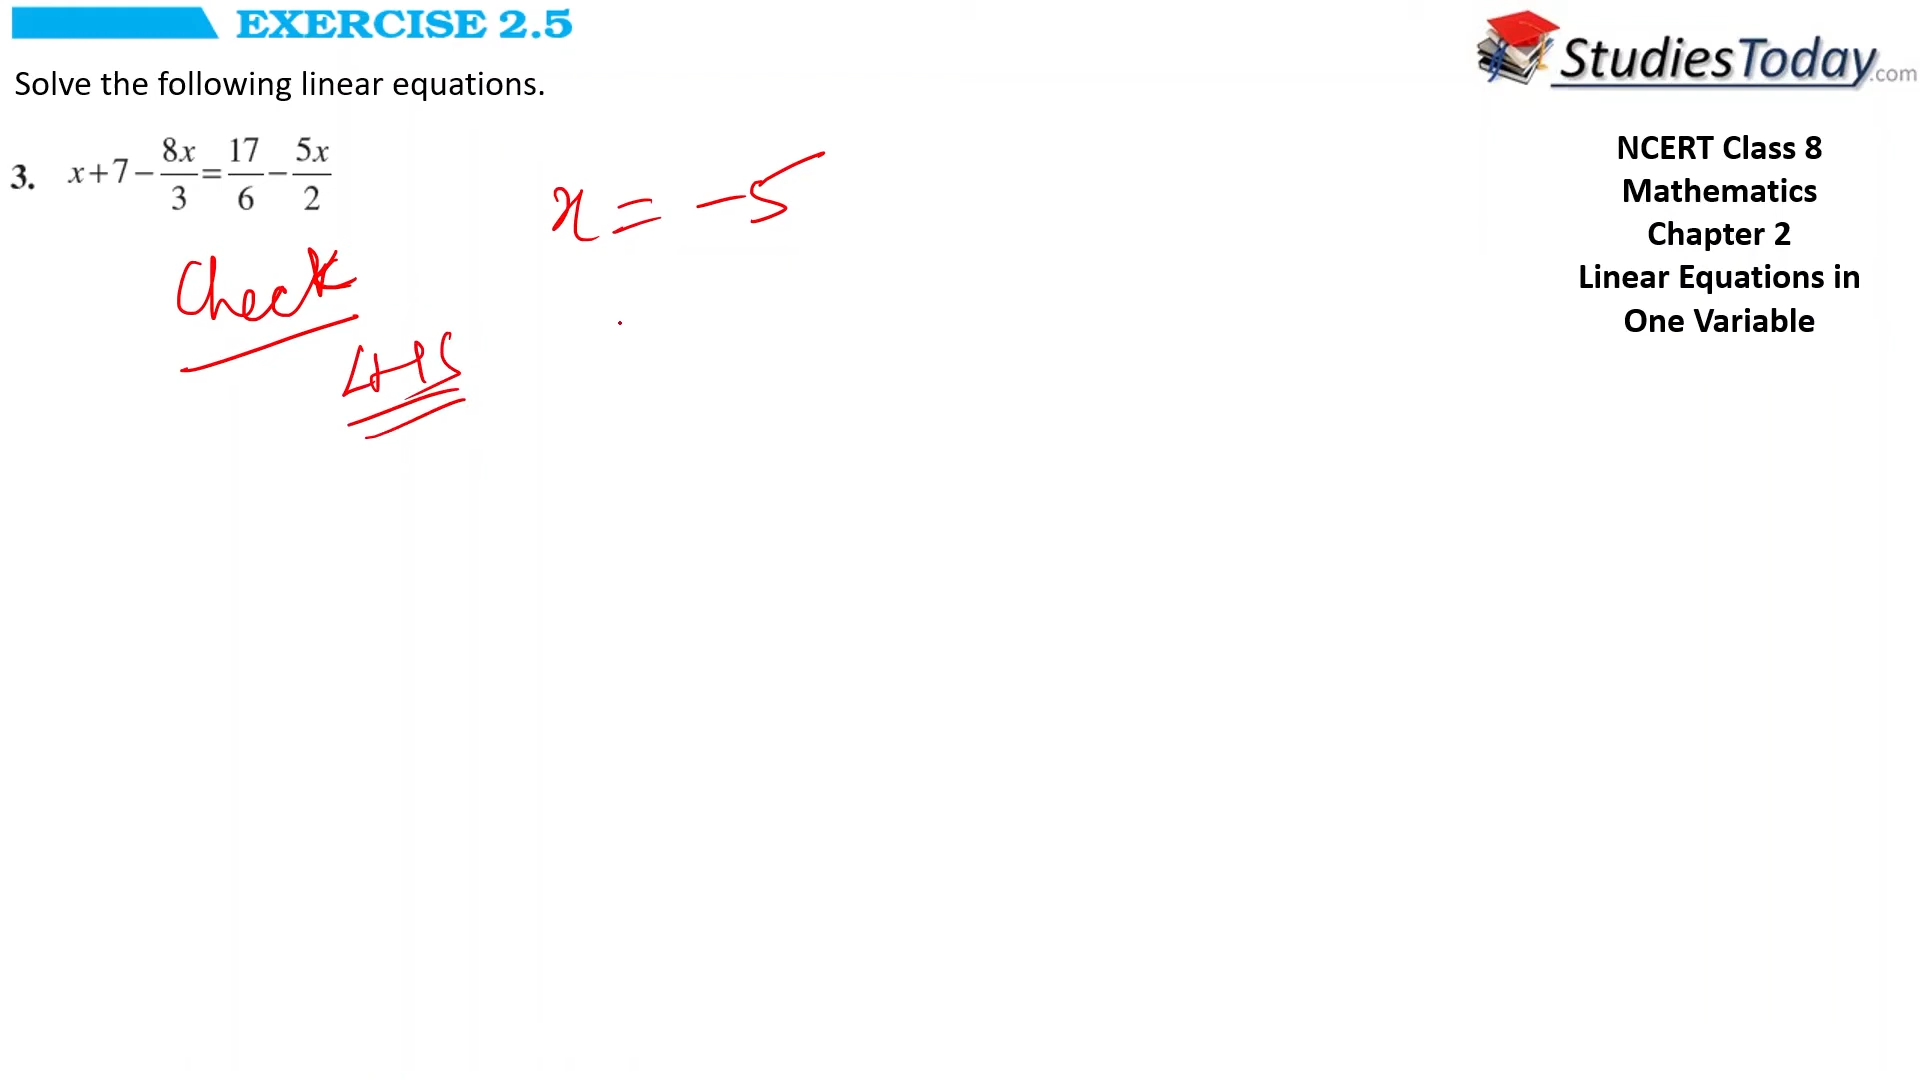 EXERCISE 2.5
StudiesToday.com
Solve the following linear equations.
3. x+7−8x/3=17/6−5x/2
x = -5
Check
LHS
NCERT Class 8
Mathematics
Chapter 2
Linear Equations in
One Variable